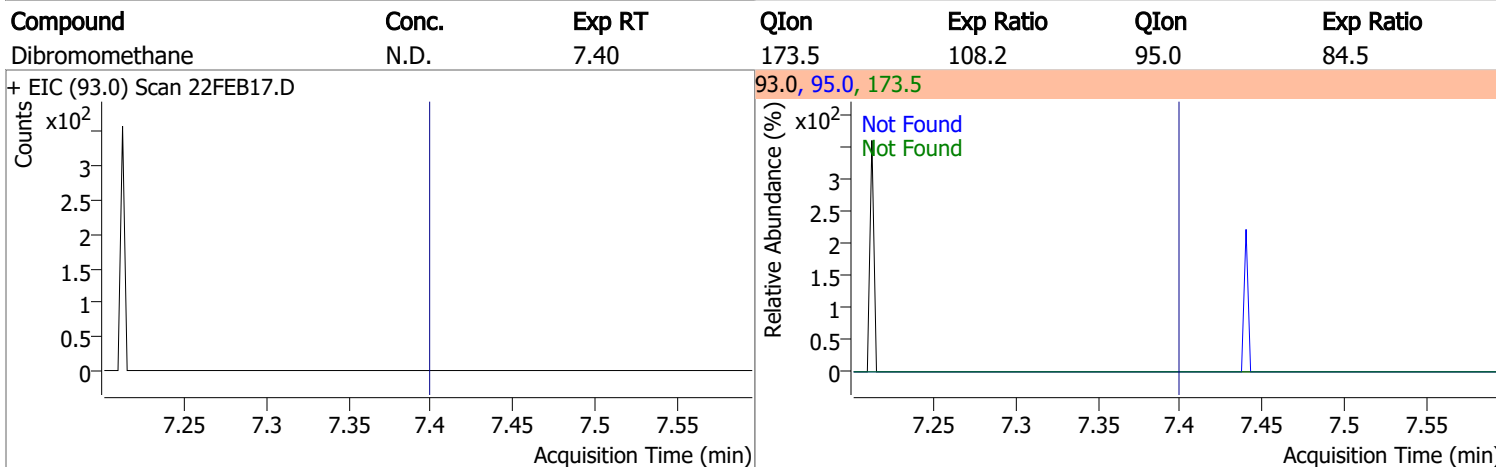 Compound Conc. Exp RT QIon Exp Ratio QIon Exp Ratio
Dibromomethane N.D. 7.40 173.5 108.2 95.0 84.5
+ EIC (93.0) Scan 22FEB17.D
Counts
x10²
3
2.5
2
1.5
1
0.5
0
7.25 7.3 7.35 7.4 7.45 7.5 7.55
Acquisition Time (min)
93.0, 95.0, 173.5
Relative Abundance (%)
x10²
Not Found
Not Found
3
2.5
2
1.5
1
0.5
0
7.25 7.3 7.35 7.4 7.45 7.5 7.55
Acquisition Time (min)